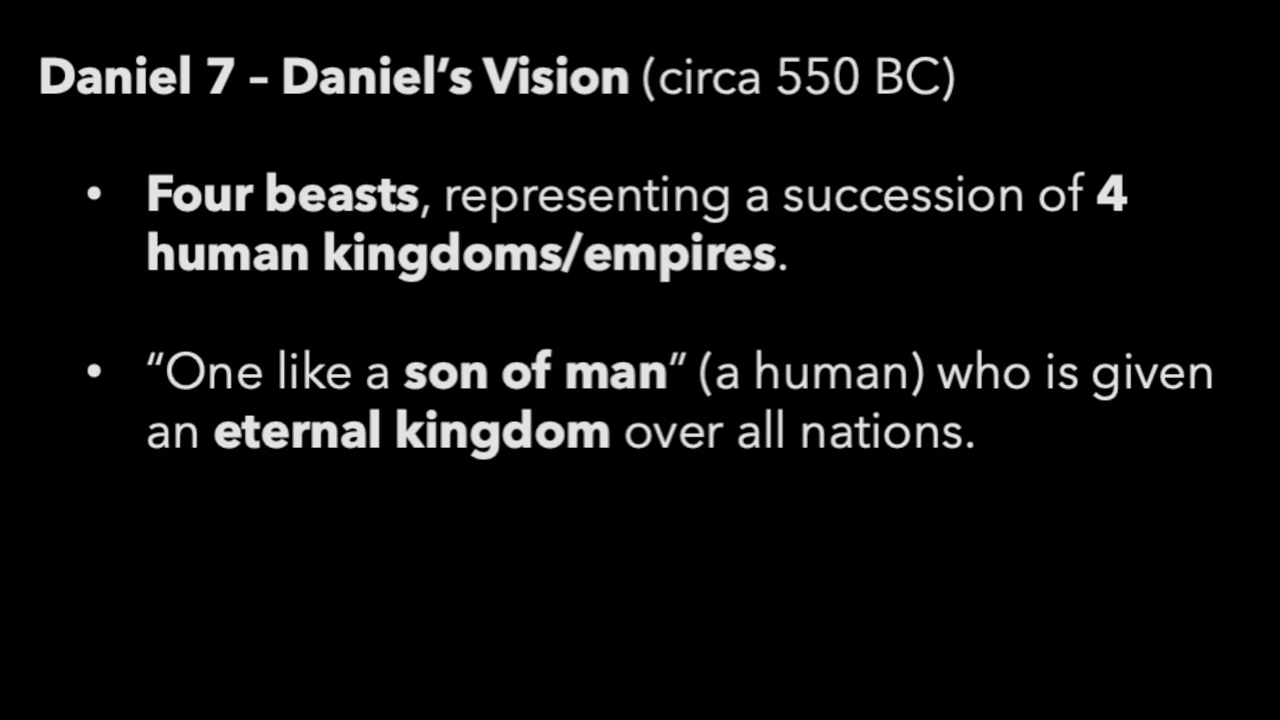 Daniel 7 – Daniel’s Vision (circa 550 BC)
• Four beasts, representing a succession of 4
human kingdoms/empires.
• “One like a son of man” (a human) who is given
an eternal kingdom over all nations.